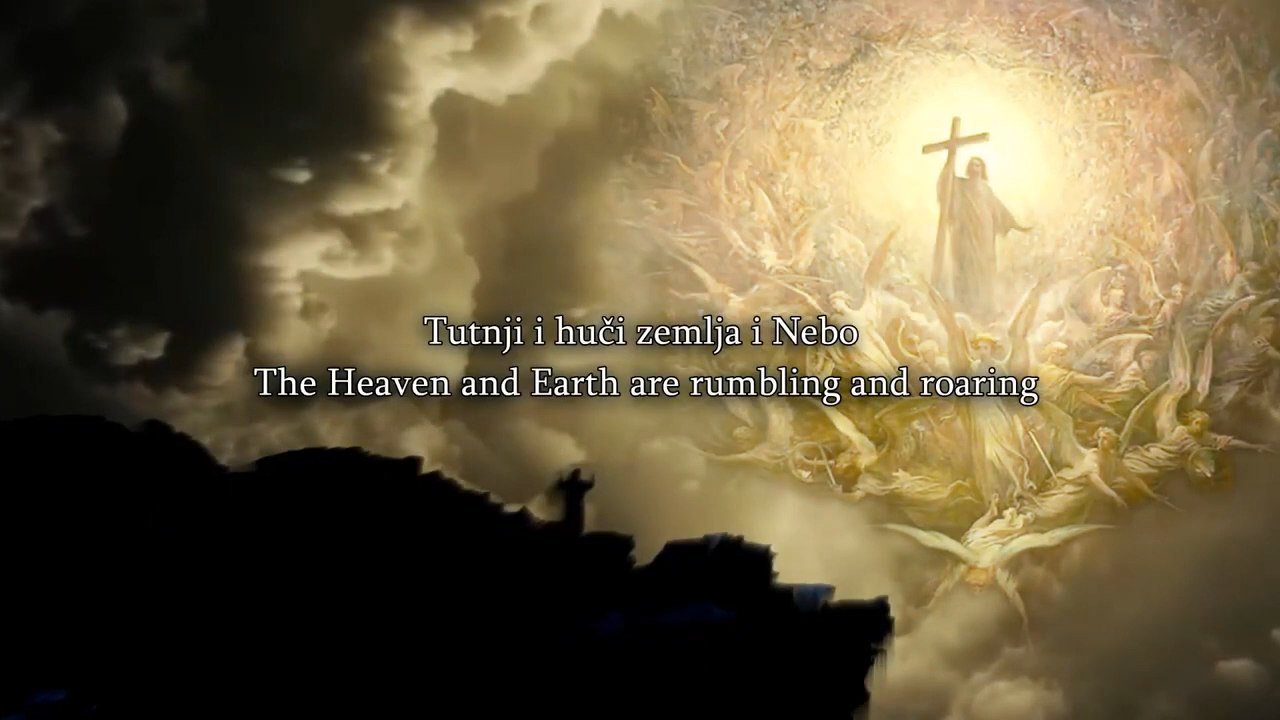 Tutnji i huči zemlja i Nebo
The Heaven and Earth are rumbling and roaring